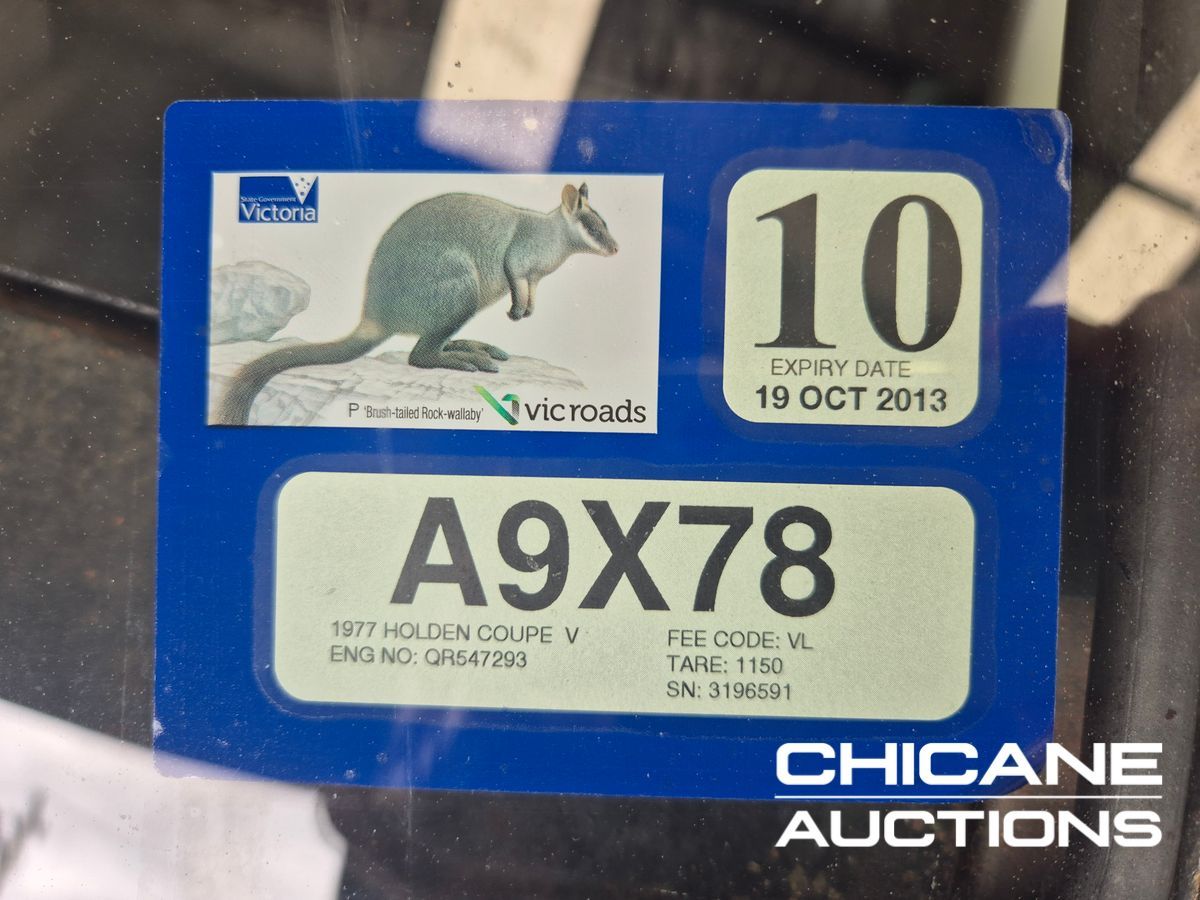 State Government
Victoria
P 'Brush-tailed Rock-wallaby'
vicroads
10
EXPIRY DATE
19 OCT 2013
A9X78
1977 HOLDEN COUPE V
ENG NO: QR547293
FEE CODE: VL
TARE: 1150
SN: 3196591
CHICANE
AUCTIONS